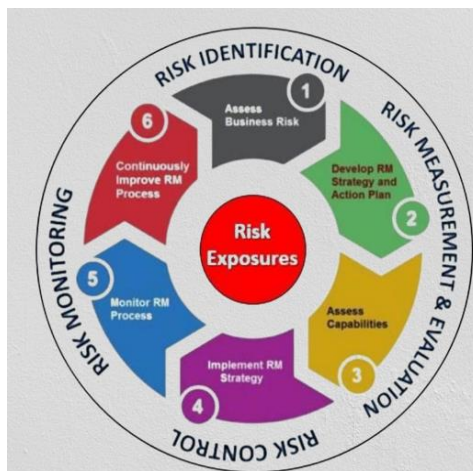 RISK IDENTIFICATION
1
Assess
Business Risk
RISK MEASUREMENT & EVALUATION
Develop RM
Strategy and
Action Plan
2
Assess
Capabilities
3
RISK CONTROL
Implement RM
Strategy
4
RISK MONITORING
Monitor RM
Process
5
Continuously
Improve RM
Process
6
Risk
Exposures